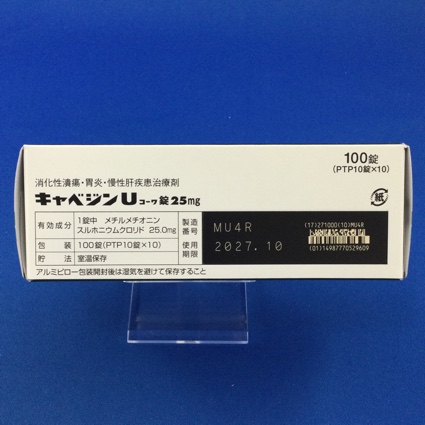 100錠
(PTP10錠×10)
消化性潰瘍・胃炎・慢性肝疾患治療剤
キャベジンUコーワ錠25mg
紙
有効成分 1錠中 メチルメチオニン
スルホニウムクロリド 25.0mg
包装 100錠(PTP10錠×10)
貯法 室温保存
アルミピロー包装開封後は湿気を避けて保存すること
製造番号 MU4R
使用期限 2027.10
(17)271000(10)MU4R
(01)14987770529609